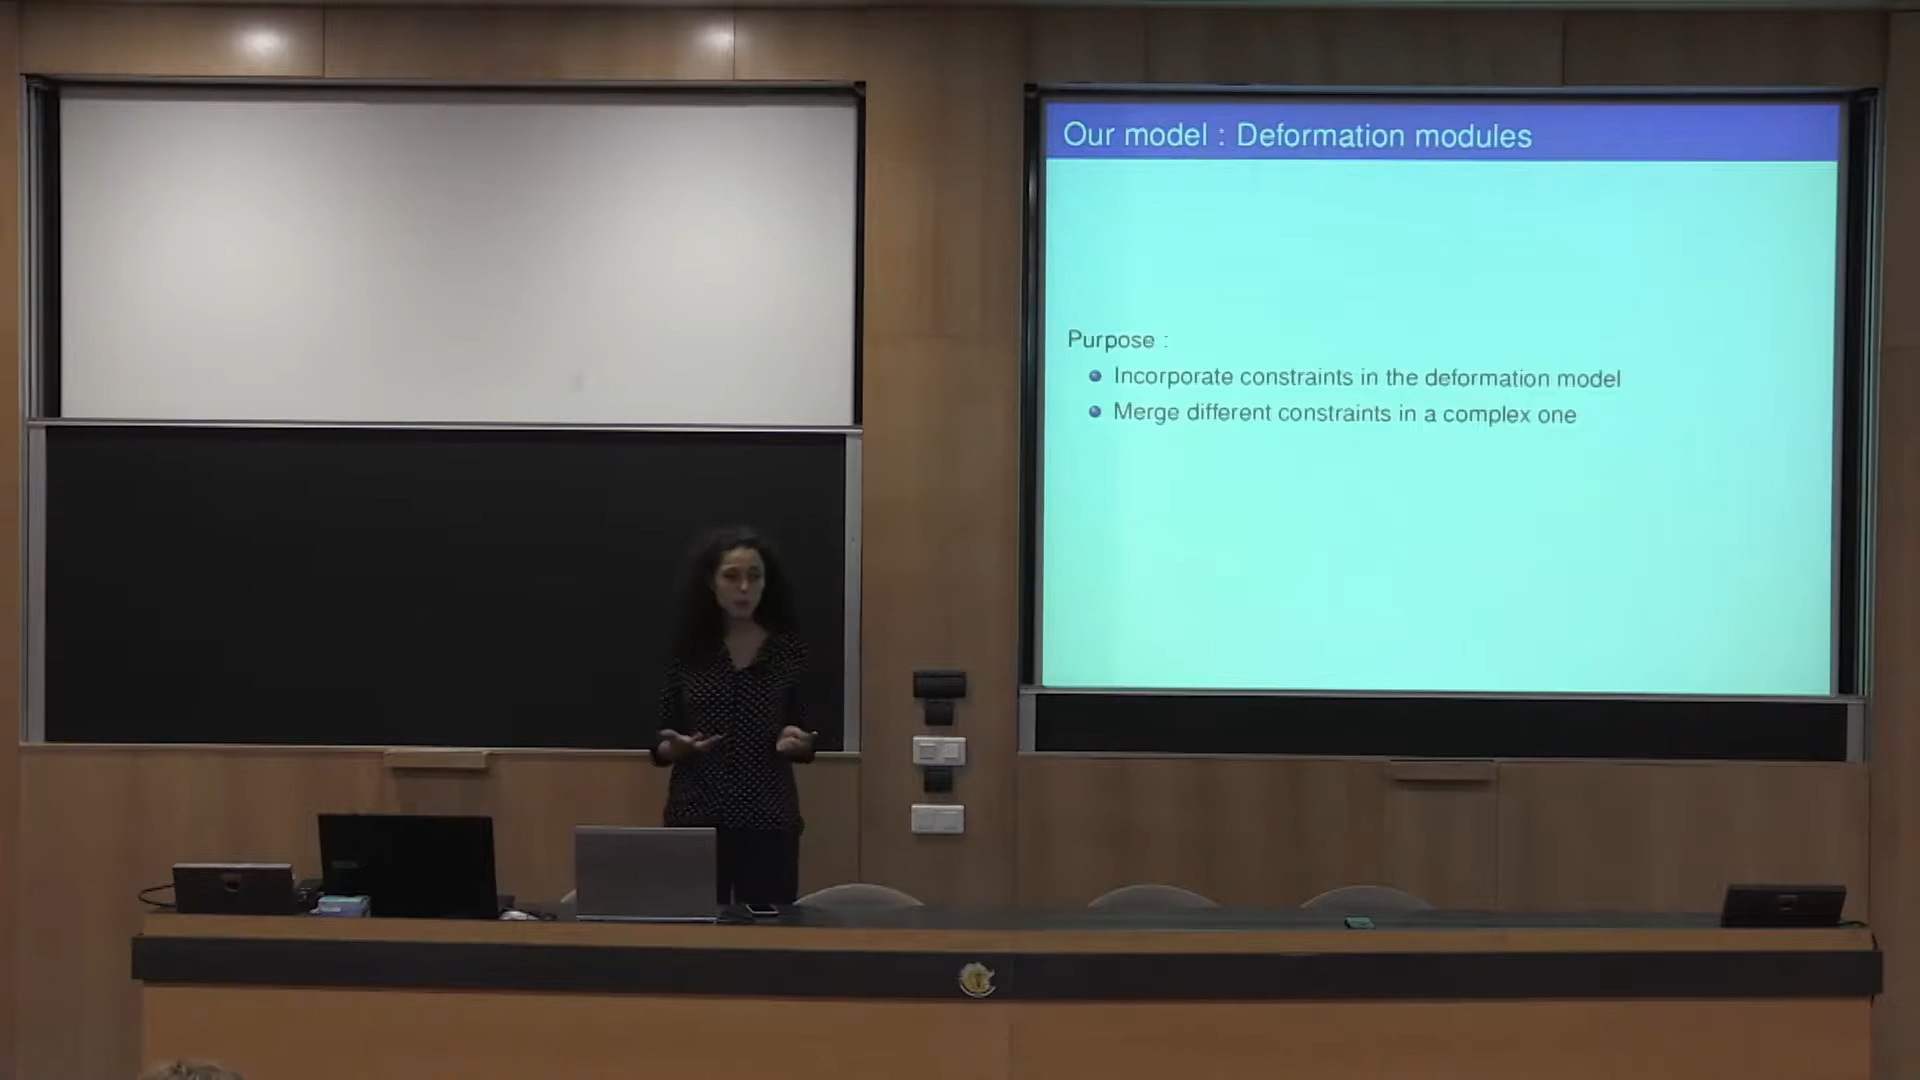 Our model : Deformation modules
Purpose :
Incorporate constraints in the deformation model
Merge different constraints in a complex one